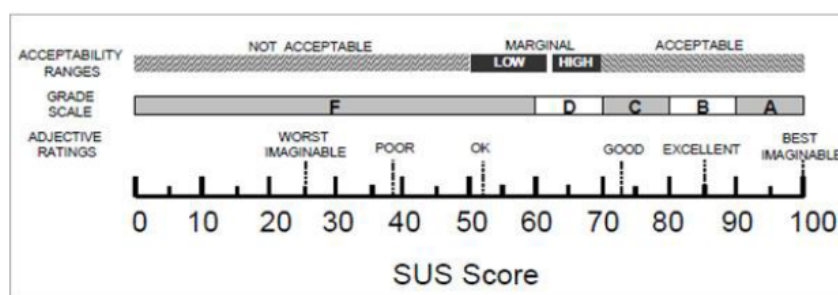 NOT ACCEPTABLE MARGINAL ACCEPTABLE
ACCEPTABILITY RANGES LOW HIGH
GRADE SCALE F D C B A
ADJECTIVE RATINGS WORST IMAGINABLE POOR OK GOOD EXCELLENT BEST IMAGINABLE
0 10 20 30 40 50 60 70 80 90 100
SUS Score